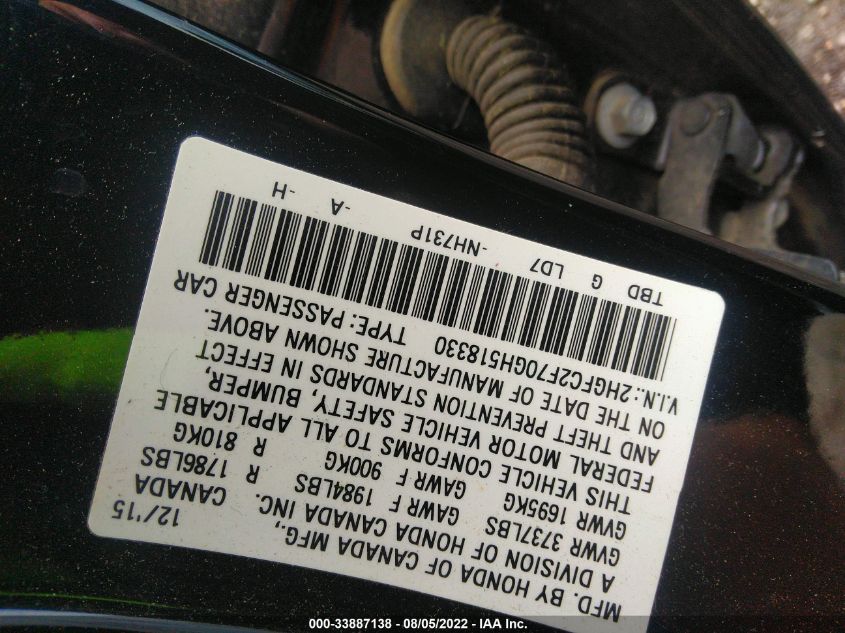 MFD. BY HONDA OF CANADA MFG., 12/'15
A DIVISION OF HONDA CANADA INC. CANADA
GVWR 3737LBS GAWR F 1984LBS R 1786LBS
GVWR 1695KG GAWR F 900KG R 810KG
THIS VEHICLE CONFORMS TO ALL APPLICABLE
FEDERAL MOTOR VEHICLE SAFETY, BUMPER,
AND THEFT PREVENTION STANDARDS IN EFFECT
ON THE DATE OF MANUFACTURE SHOWN ABOVE.
V.I.N.: 2HGFC2F70GH518330 TYPE: PASSENGER CAR
TBD G LD7 -NH731P -A -H
000-33887138 - 08/05/2022 - IAA Inc.